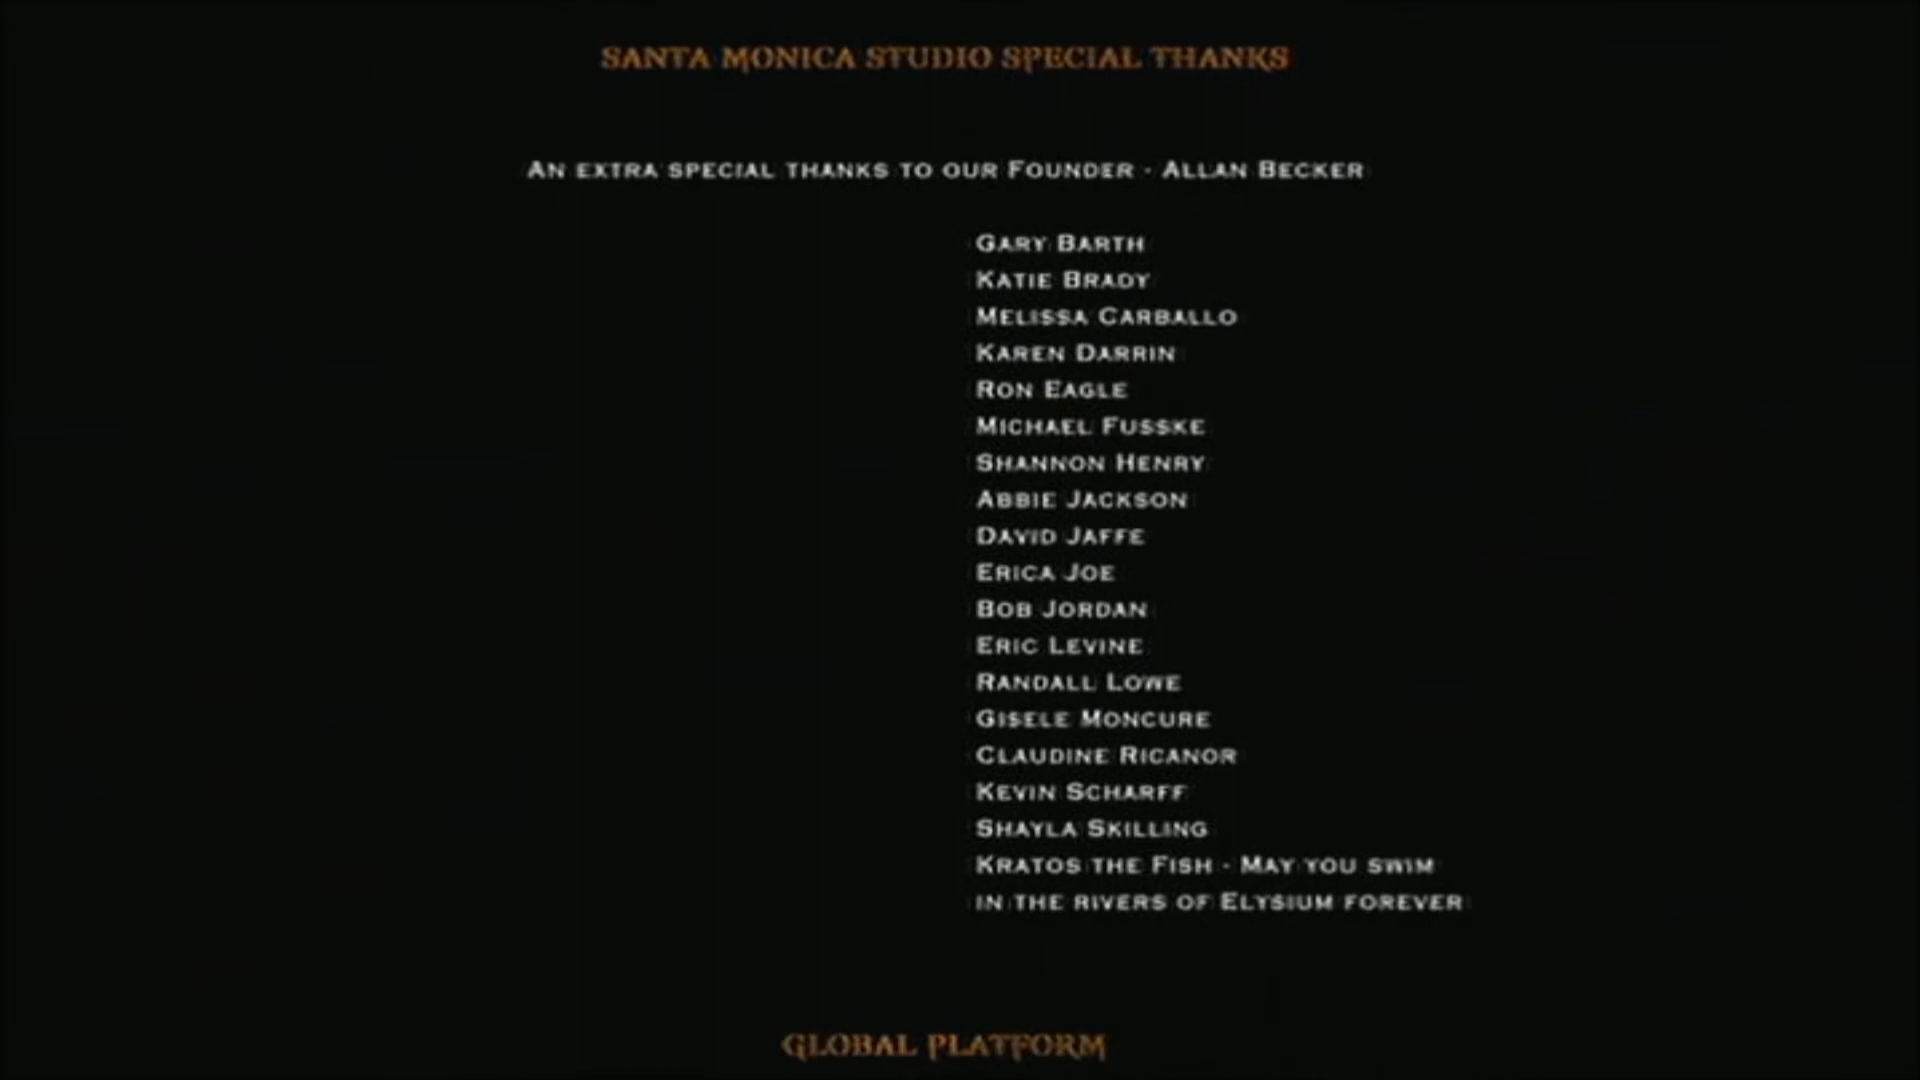 SANTA MONICA STUDIO SPECIAL THANKS
AN EXTRA SPECIAL THANKS TO OUR FOUNDER - ALLAN BECKER
GARY BARTH
KATIE BRADY
MELISSA CARBALLO
KAREN DARRIN
RON EAGLE
MICHAEL FUSSKE
SHANNON HENRY
ABBIE JACKSON
DAVID JAFFE
ERICA JOE
BOB JORDAN
ERIC LEVINE
RANDALL LOWE
GISELE MONCURE
CLAUDINE RICANOR
KEVIN SCHARFF
SHAYLA SKILLING
KRATOS THE FISH - MAY YOU SWIM
IN THE RIVERS OF ELYSIUM FOREVER
GLOBAL PLATFORM